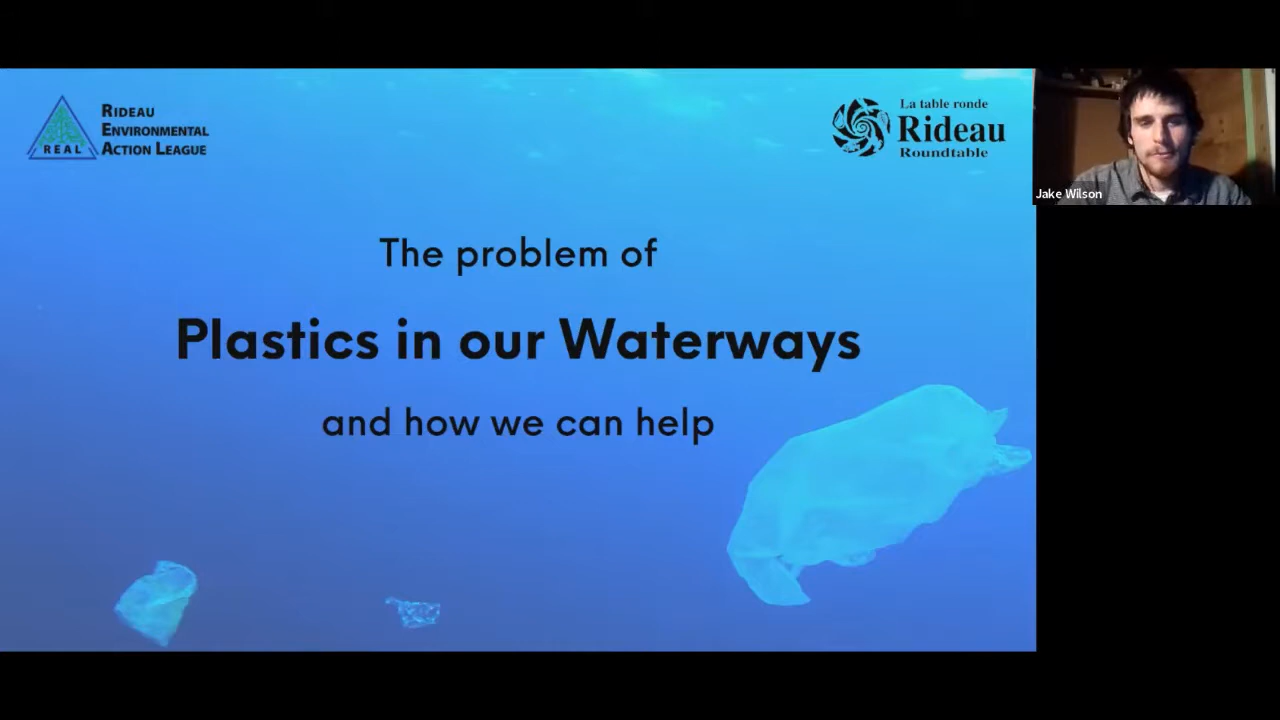 RIDEAU
ENVIRONMENTAL
ACTION LEAGUE
REAL
La table ronde
Rideau
Roundtable
Jake Wilson
The problem of
Plastics in our Waterways
and how we can help